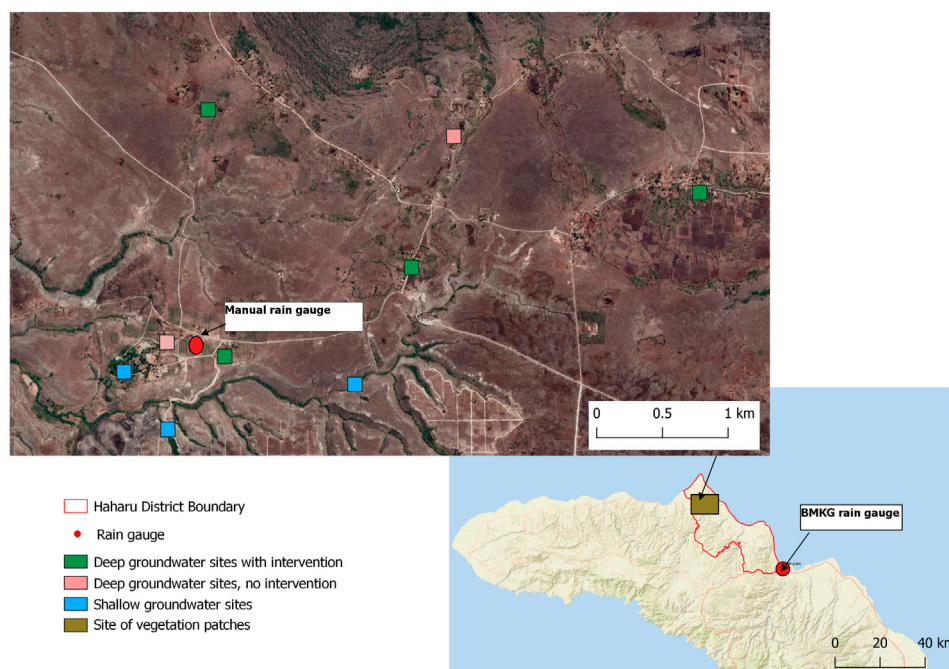 Manual rain gauge
0 0.5 1 km
Haharu District Boundary
Rain gauge
Deep groundwater sites with intervention
Deep groundwater sites, no intervention
Shallow groundwater sites
Site of vegetation patches
BMKG rain gauge
0 20 40 km